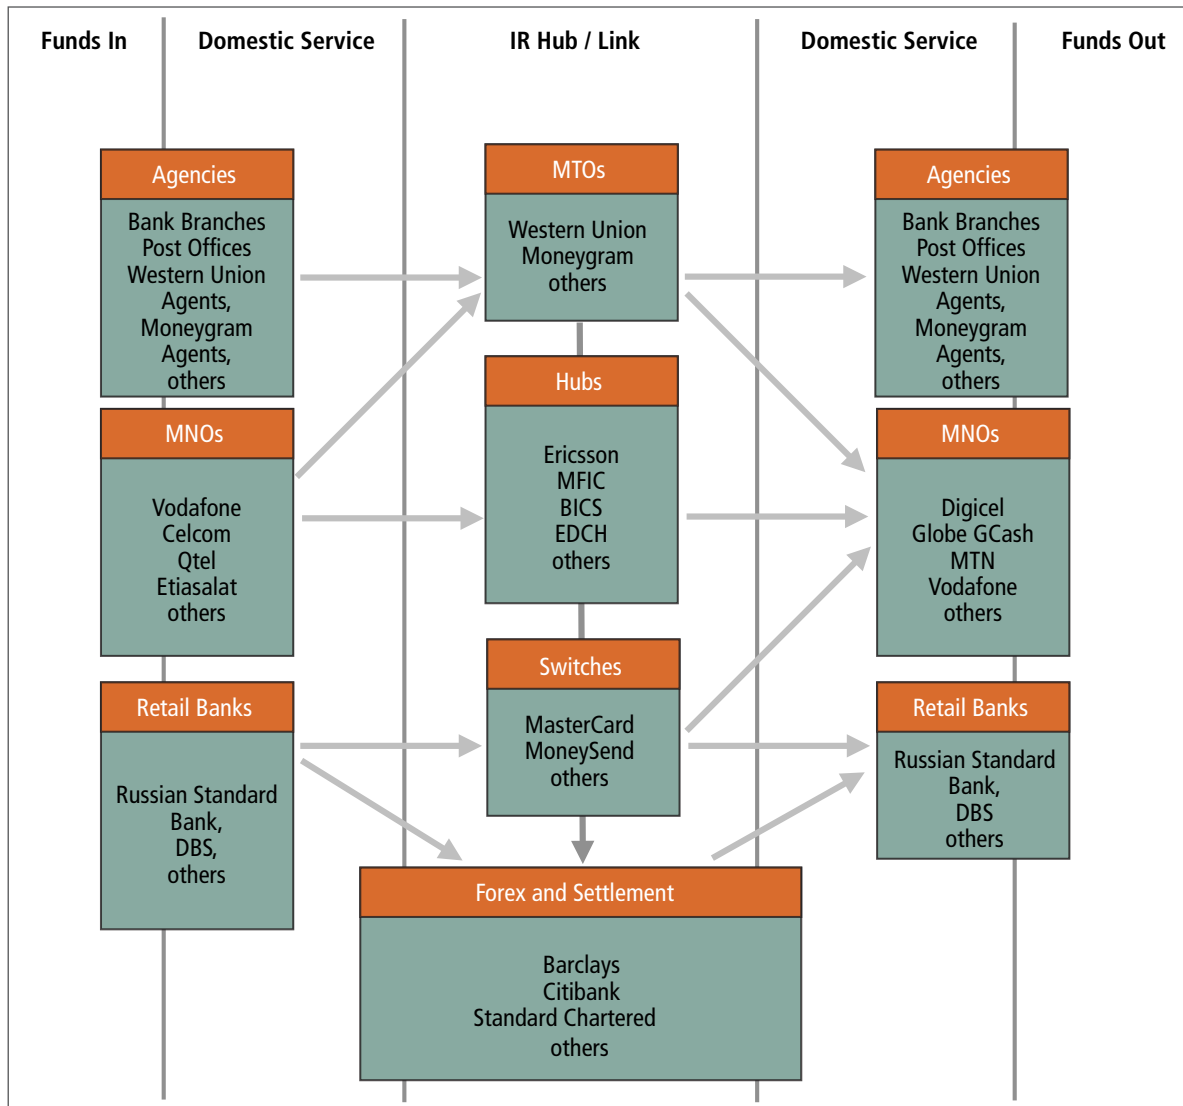 Funds In
Domestic Service
IR Hub / Link
Domestic Service
Funds Out
Agencies
Bank Branches
Post Offices
Western Union
Agents,
Moneygram
Agents,
others
MNOs
Vodafone
Celcom
Qtel
Etiasalat
others
Retail Banks
Russian Standard
Bank,
DBS,
others
MTOs
Western Union
Moneygram
others
Hubs
Ericsson
MFIC
BICS
EDCH
others
Switches
MasterCard
MoneySend
others
Forex and Settlement
Barclays
Citibank
Standard Chartered
others
Agencies
Bank Branches
Post Offices
Western Union
Agents,
Moneygram
Agents,
others
MNOs
Digicel
Globe GCash
MTN
Vodafone
others
Retail Banks
Russian Standard
Bank,
DBS
others